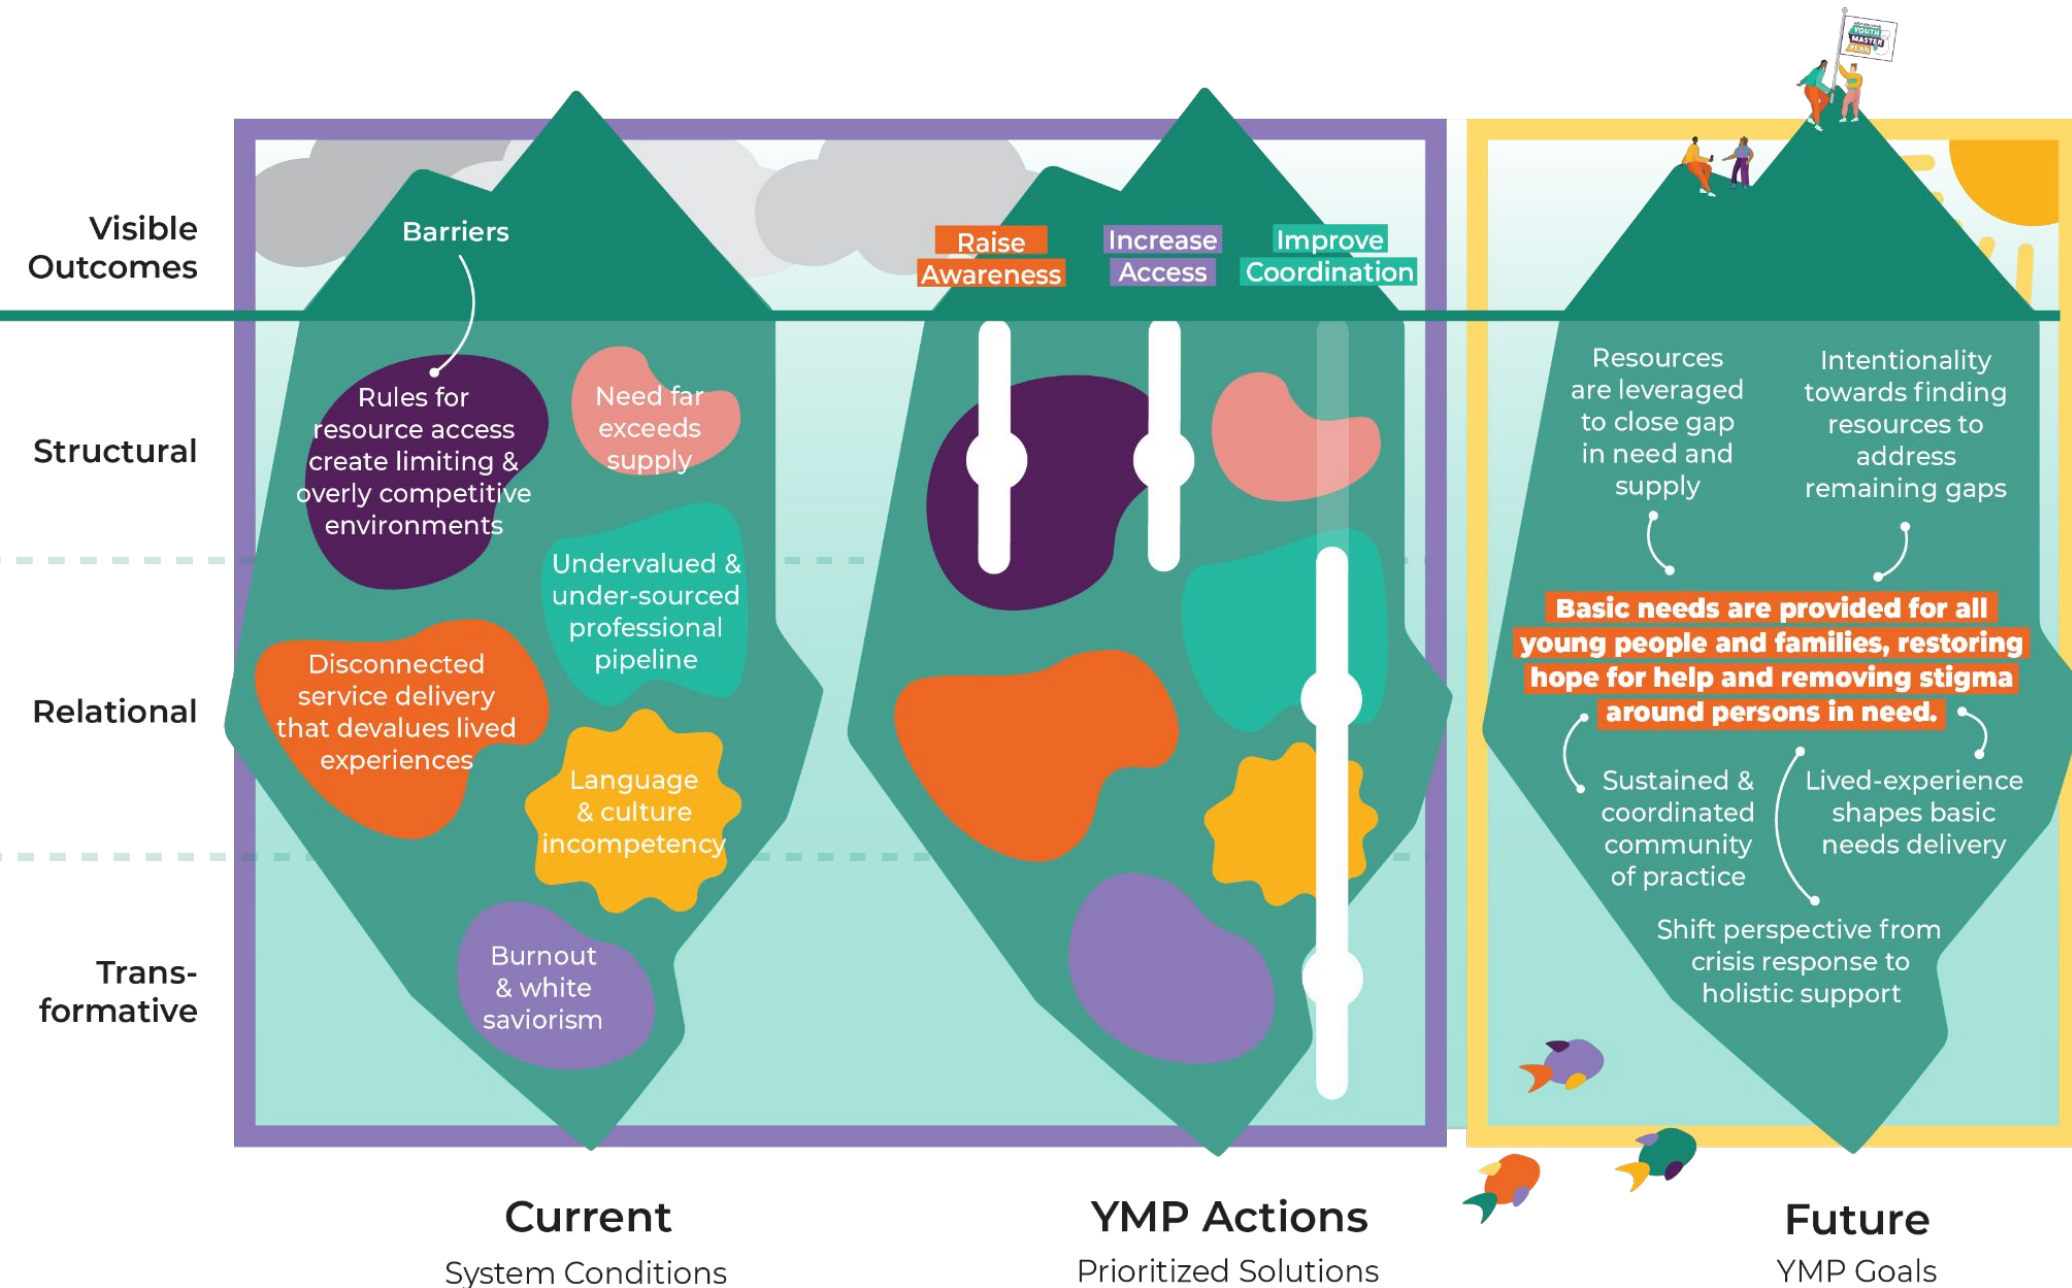 YOUTH
MASTER
PLAN
Visible
Outcomes
Structural
Relational
Trans-
formative
Barriers
Rules for
resource access
create limiting &
overly competitive
environments
Need far
exceeds
supply
Undervalued &
under-sourced
professional
pipeline
Disconnected
service delivery
that devalues lived
experiences
Language
& culture
incompetency
Burnout
& white
saviorism
Raise
Awareness
Increase
Access
Improve
Coordination
Resources
are leveraged
to close gap
in need and
supply
Intentionality
towards finding
resources to
address
remaining gaps
Basic needs are provided for all
young people and families, restoring
hope for help and removing stigma
around persons in need.
Sustained &
coordinated
community
of practice
Lived-experience
shapes basic
needs delivery
Shift perspective from
crisis response to
holistic support
Current
System Conditions
YMP Actions
Prioritized Solutions
Future
YMP Goals